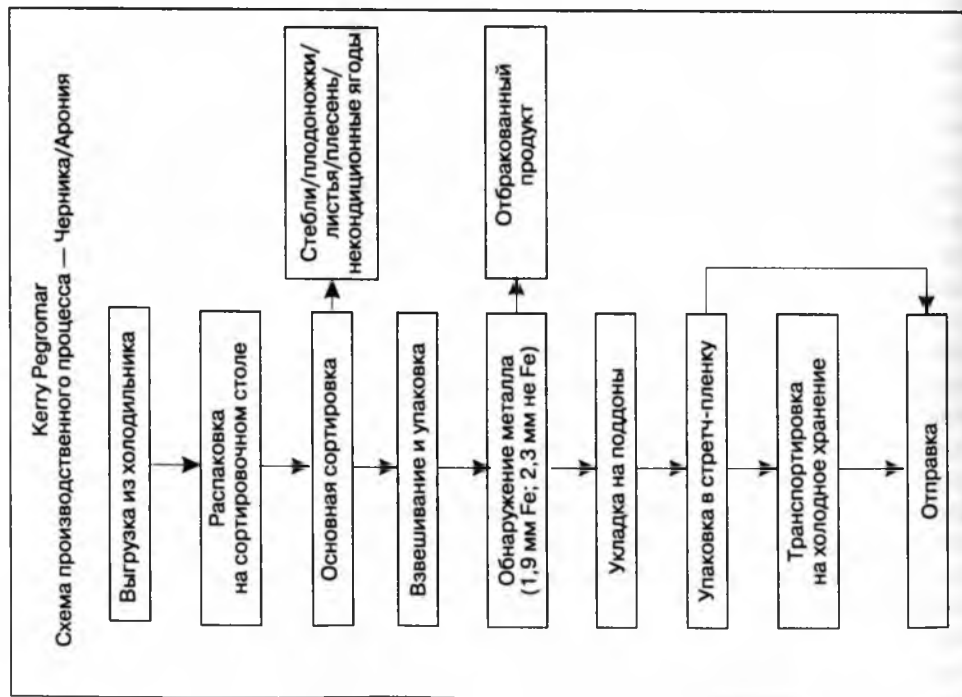 Kerry Pegromar
Схема производственного процесса — Черника/Арония
Выгрузка из холодильника
Распаковка
на сортировочном столе
Основная сортировка
Стебли/плодоножки/
листья/плесень/
некондиционные ягоды
Взвешивание и упаковка
Обнаружение металла
(1,9 мм Fe; 2,3 мм не Fe)
Отбракованный
продукт
Укладка на поддоны
Упаковка в стретч-пленку
Транспортировка
на холодное хранение
Отправка